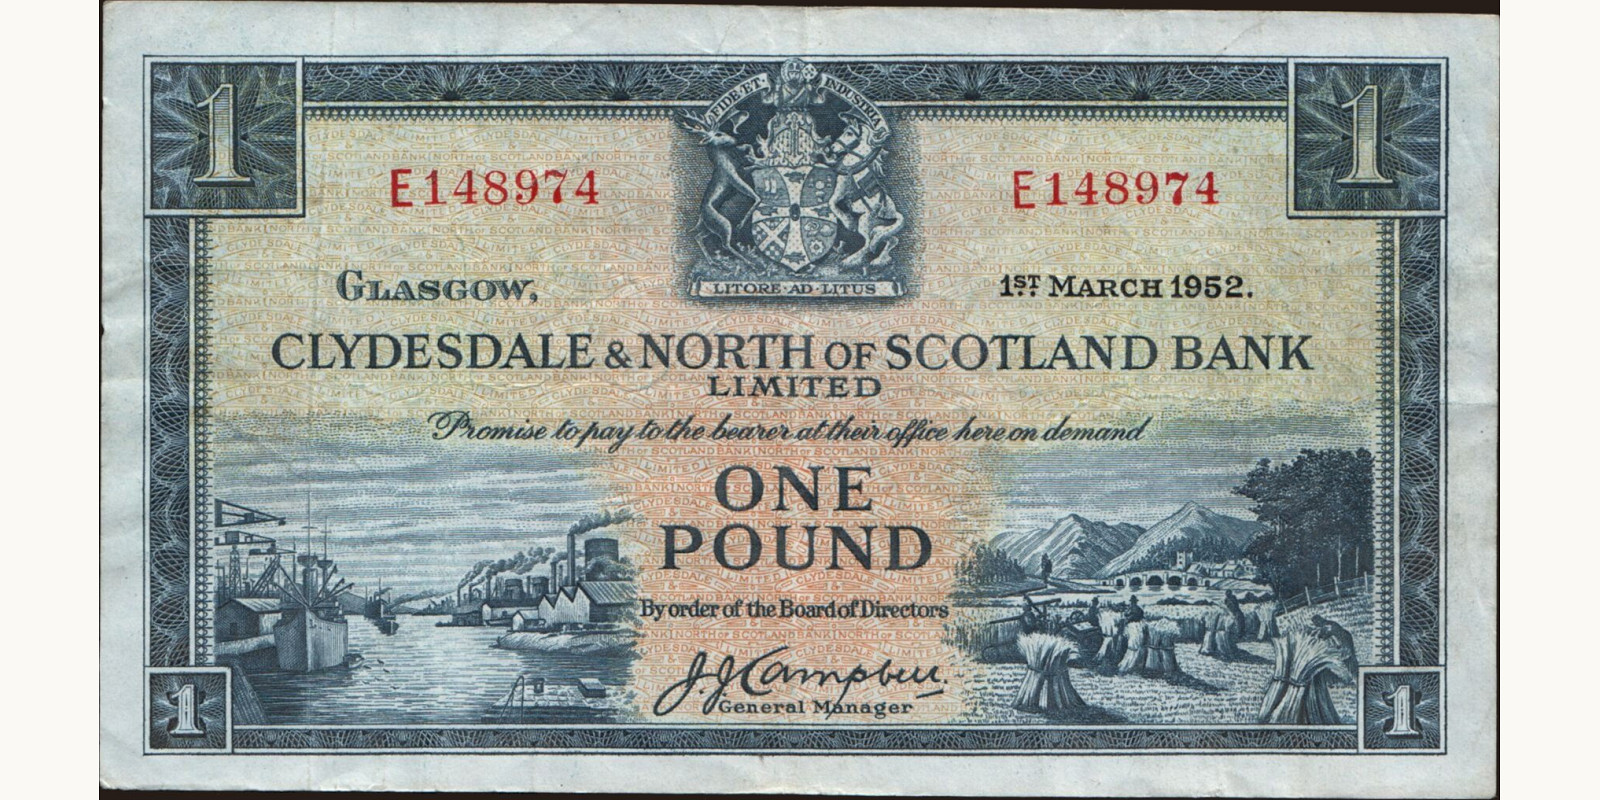 FIDE·ET· INDUSTRIA
1 1
E148974 E148974
LITORE·AD·LITUS
GLASGOW, 1ST MARCH 1952.
CLYDESDALE & NORTH OF SCOTLAND BANK
LIMITED
Promise to pay to the bearer at their office here on demand
ONE
POUND
By order of the Board of Directors
J. J. Campbell.
General Manager
1 1